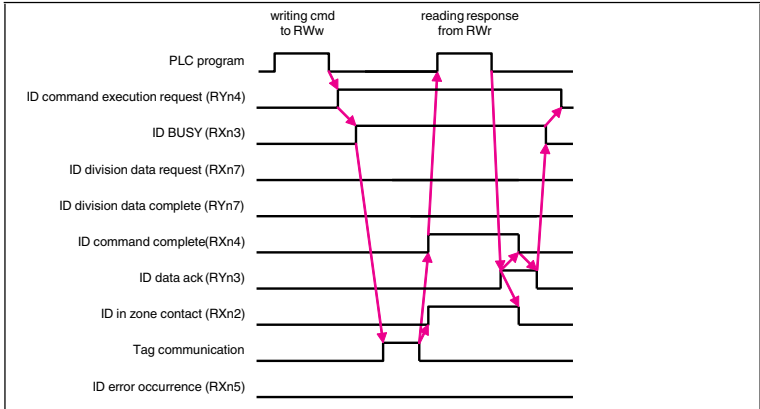 writing cmd
to RWw
reading response
from RWr
PLC program
ID command execution request (RYn4)
ID BUSY (RXn3)
ID division data request (RXn7)
ID division data complete (RYn7)
ID command complete(RXn4)
ID data ack (RYn3)
ID in zone contact (RXn2)
Tag communication
ID error occurrence (RXn5)